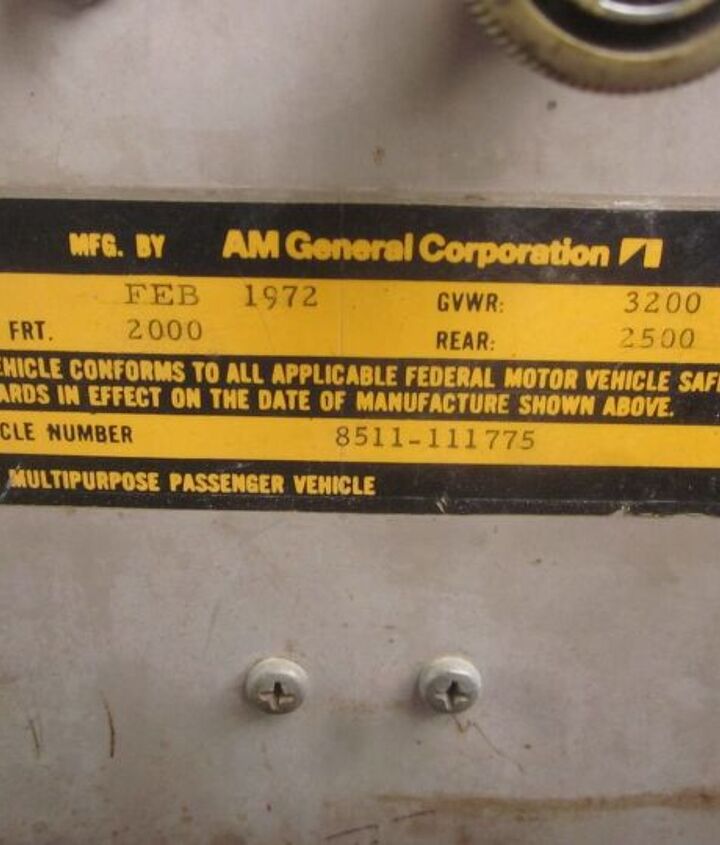 MFG. BY AM General Corporation
FEB 1972 GVWR: 3200
FRT. 2000 REAR: 2500
EHICLE CONFORMS TO ALL APPLICABLE FEDERAL MOTOR VEHICLE SAF
ARDS IN EFFECT ON THE DATE OF MANUFACTURE SHOWN ABOVE.
CLE NUMBER 8511-111775
MULTIPURPOSE PASSENGER VEHICLE